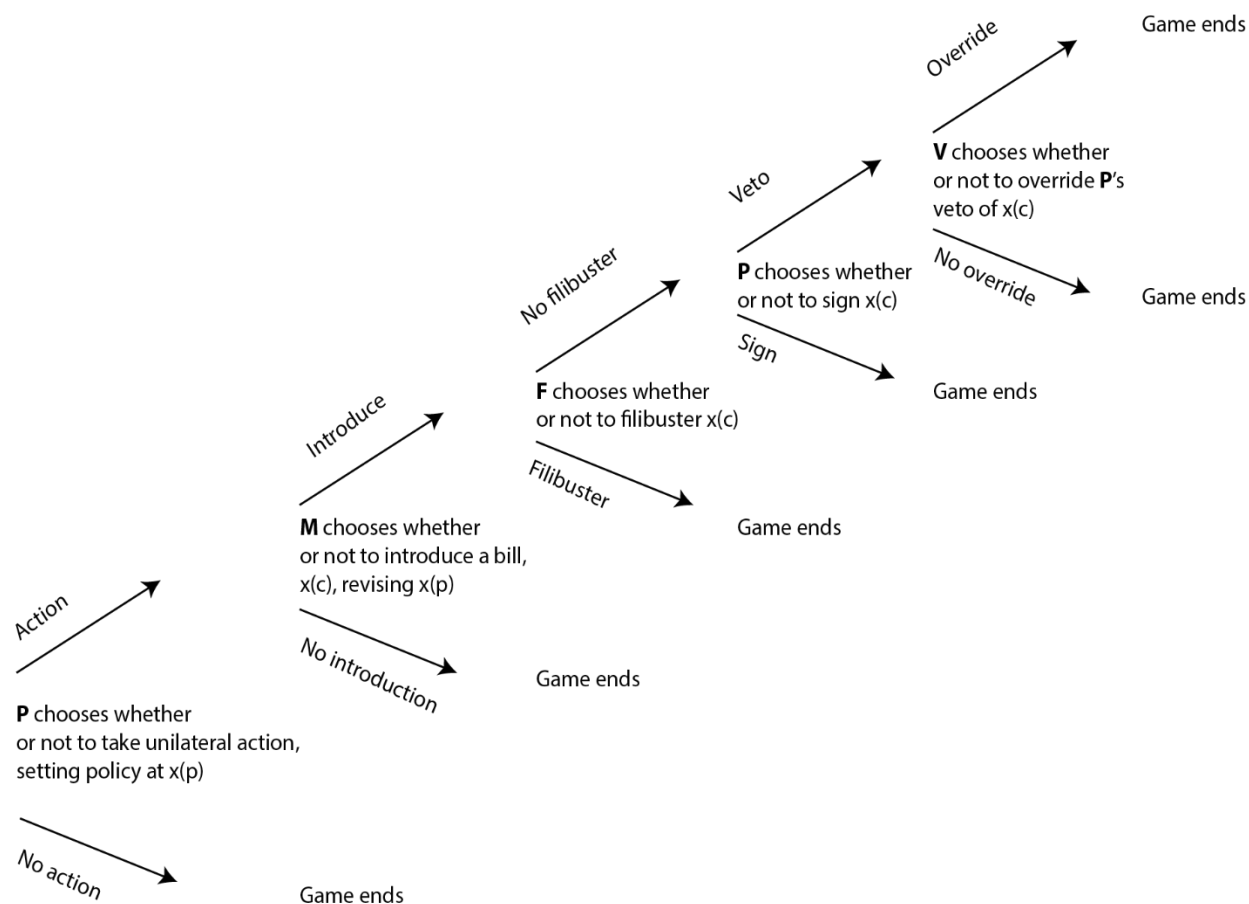 Game ends
Override
V chooses whether
or not to override P's
veto of x(c)
No override
Game ends
Veto
P chooses whether
or not to sign x(c)
Sign
Game ends
No filibuster
F chooses whether
or not to filibuster x(c)
Filibuster
Game ends
Introduce
M chooses whether
or not to introduce a bill,
x(c), revising x(p)
No introduction
Game ends
Action
P chooses whether
or not to take unilateral action,
setting policy at x(p)
No action
Game ends